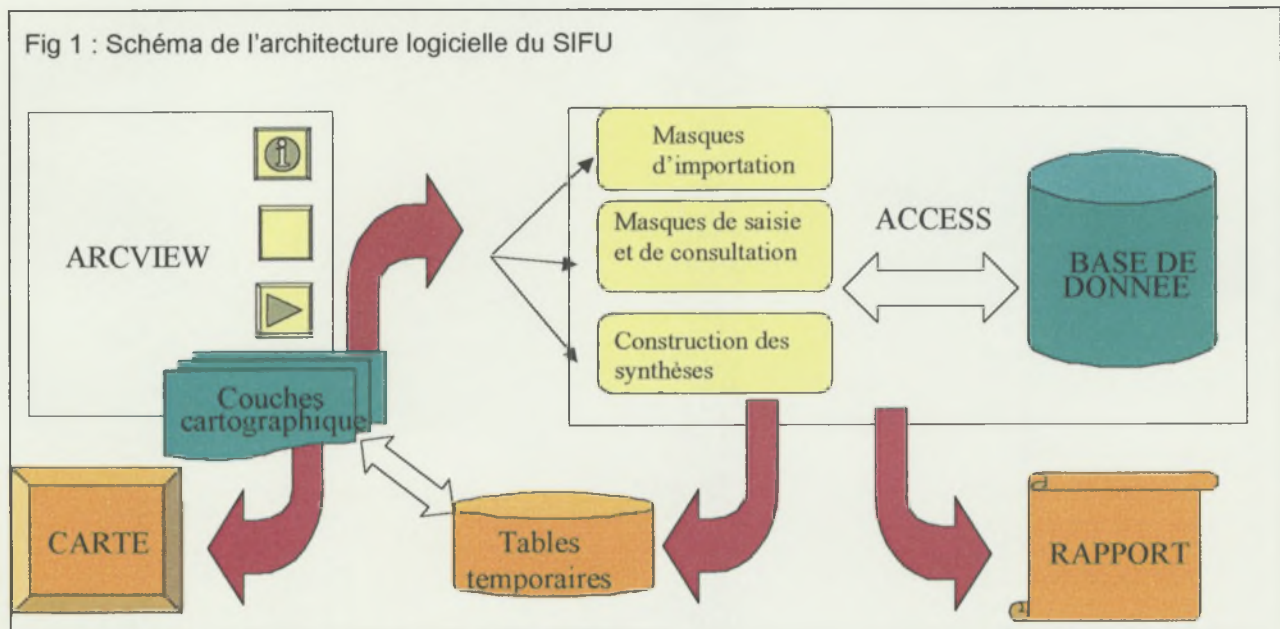 Fig 1 : Schéma de l'architecture logicielle du SIFU
ARCVIEW
i
Couches
cartographique
Masques
d'importation
Masques de saisie
et de consultation
Construction des
synthèses
ACCESS
BASE DE
DONNEE
CARTE
Tables
temporaires
RAPPORT